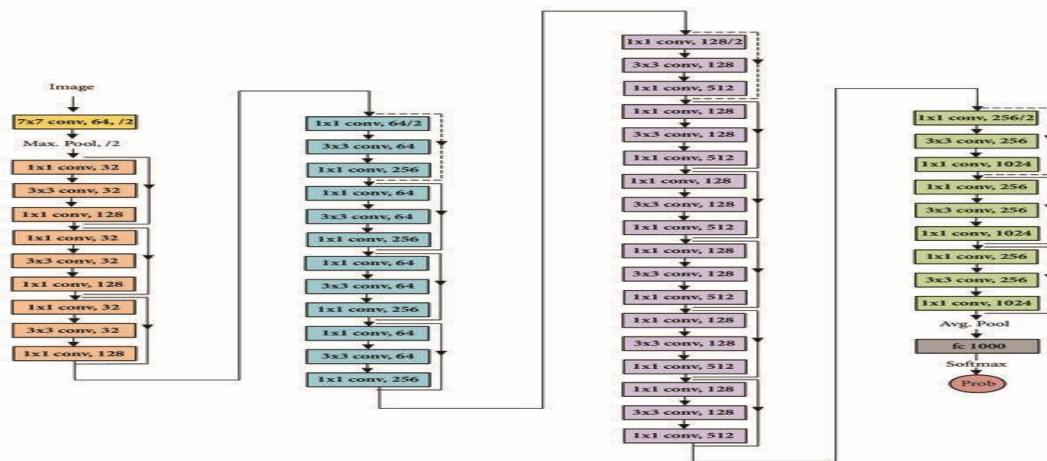 Image
7x7 conv, 64, /2
Max. Pool, /2
1x1 conv, 32
3x3 conv, 32
1x1 conv, 128
1x1 conv, 32
3x3 conv, 32
1x1 conv, 128
1x1 conv, 32
3x3 conv, 32
1x1 conv, 128
1x1 conv, 64/2
3x3 conv, 64
1x1 conv, 256
1x1 conv, 64
3x3 conv, 64
1x1 conv, 256
1x1 conv, 64
3x3 conv, 64
1x1 conv, 256
1x1 conv, 64
3x3 conv, 64
1x1 conv, 256
1x1 conv, 128/2
3x3 conv, 128
1x1 conv, 512
1x1 conv, 128
3x3 conv, 128
1x1 conv, 512
1x1 conv, 128
3x3 conv, 128
1x1 conv, 512
1x1 conv, 128
3x3 conv, 128
1x1 conv, 512
1x1 conv, 128
3x3 conv, 128
1x1 conv, 512
1x1 conv, 128
3x3 conv, 128
1x1 conv, 512
1x1 conv, 256/2
3x3 conv, 256
1x1 conv, 1024
1x1 conv, 256
3x3 conv, 256
1x1 conv, 1024
1x1 conv, 256
3x3 conv, 256
1x1 conv, 1024
Avg. Pool
fc 1000
Softmax
Prob